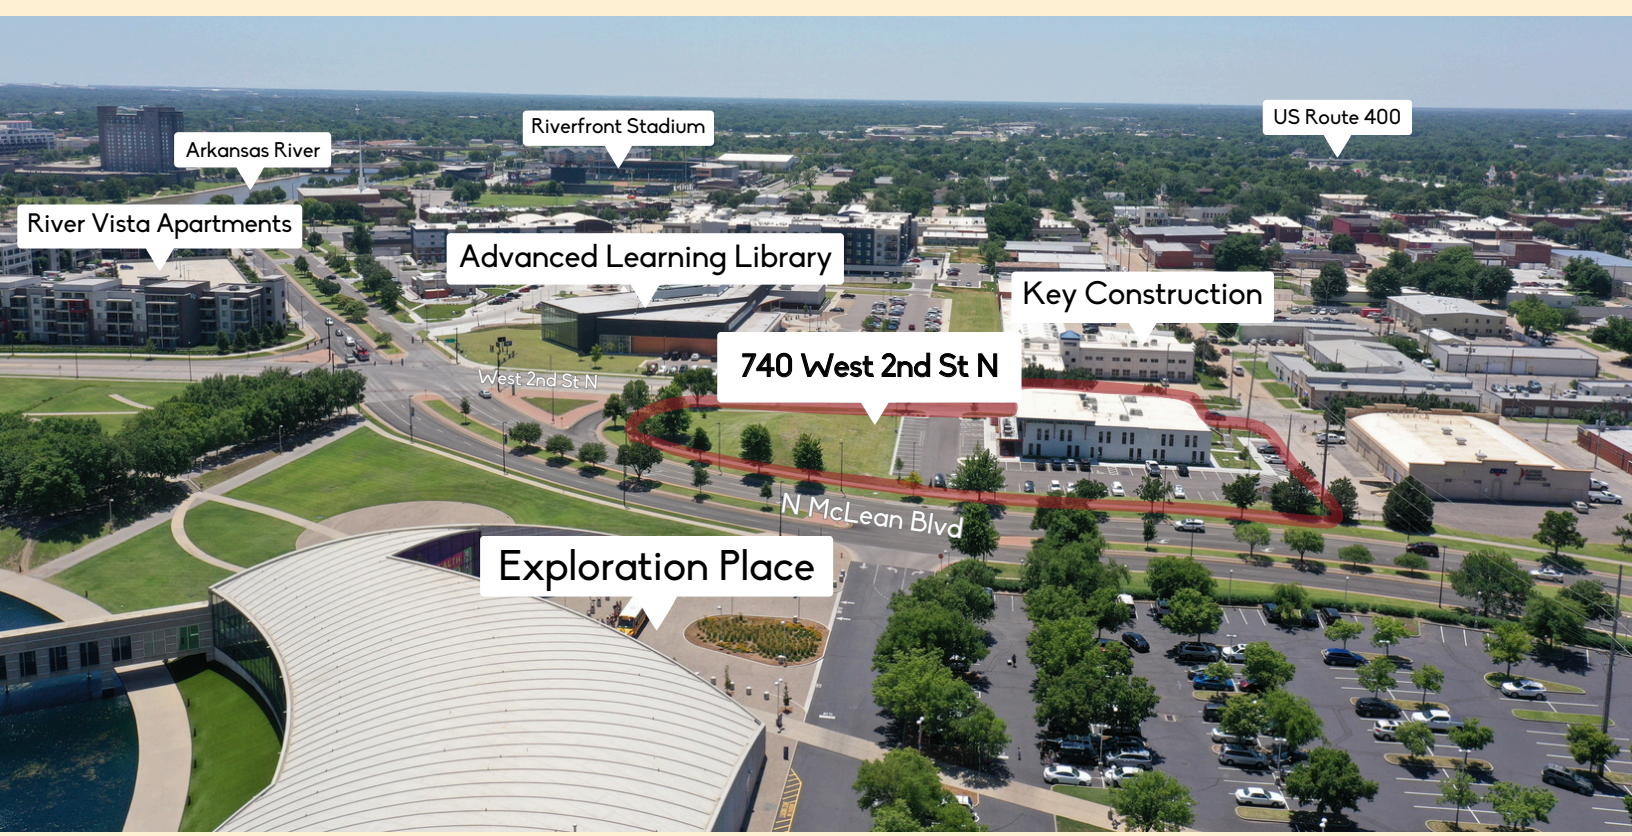 US Route 400
Riverfront Stadium
Arkansas River
River Vista Apartments
Advanced Learning Library
Key Construction
740 West 2nd St N
West 2nd St N
N McLean Blvd
Exploration Place